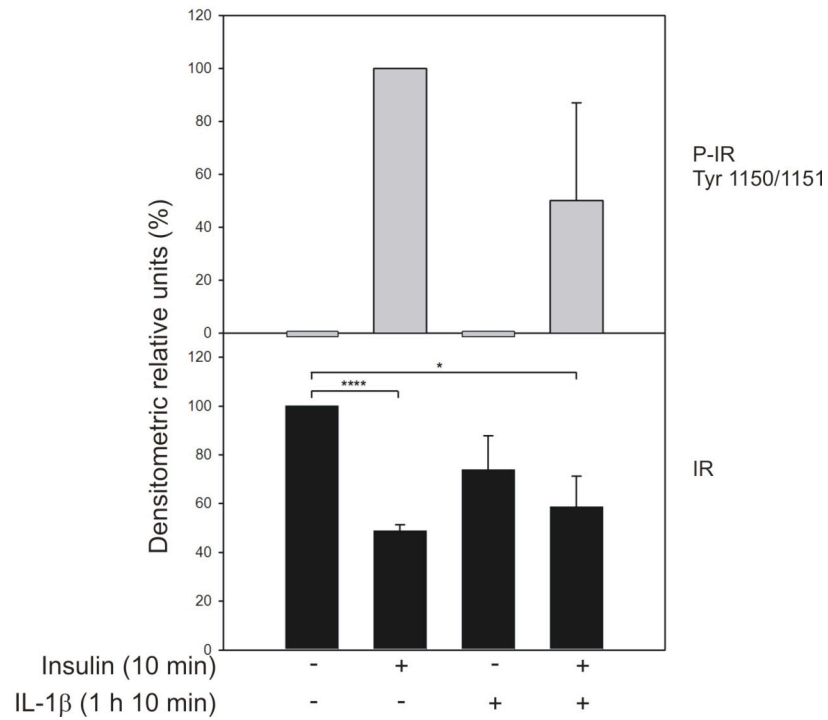 Densitometric relative units (%)
120
100
80
60
40
20
0
P-IR
Tyr 1150/1151
120
100
80
60
40
20
0
*
****
IR
Insulin (10 min) - + - +
IL-1β (1 h 10 min) - - + +